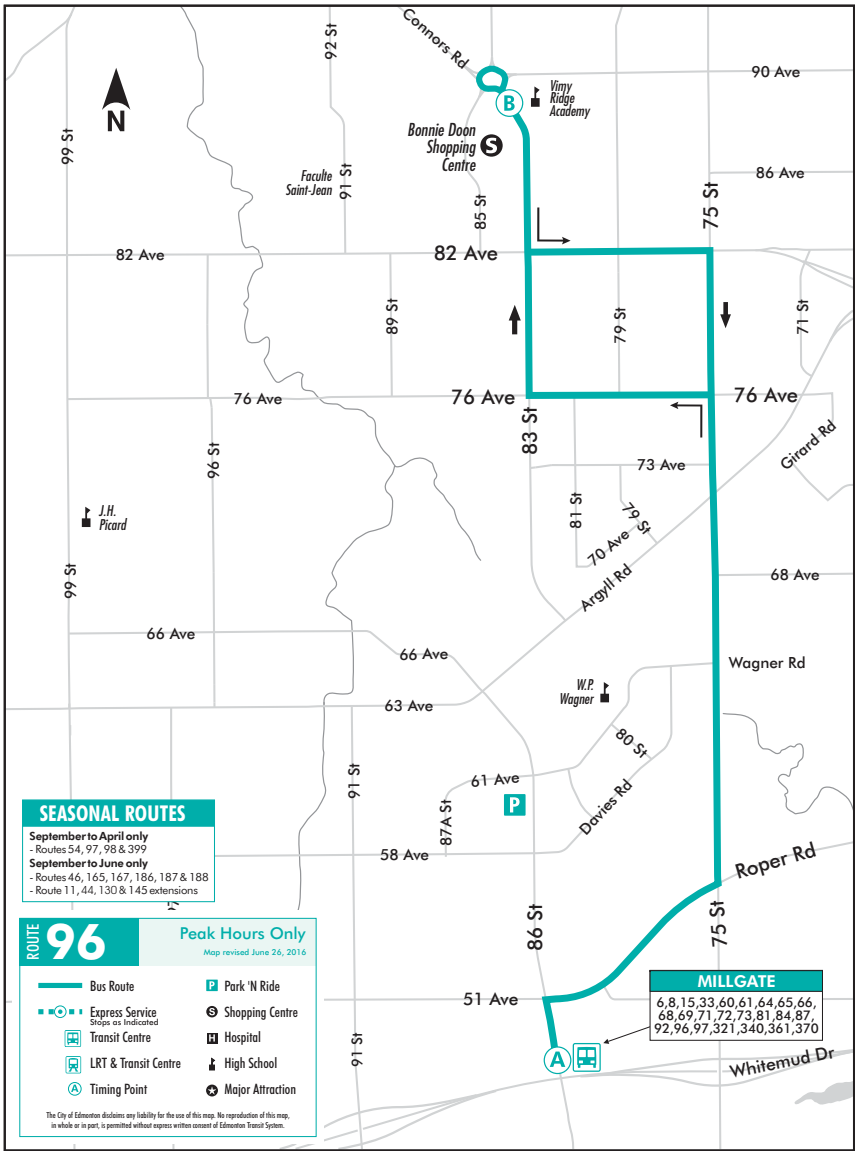 Connors Rd
92 St
90 Ave
B
Vimy
Ridge
Academy
N
99 St
Bonnie Doon
Shopping
Centre
S
Faculte
Saint-Jean
91 St
85 St
75 St
86 Ave
82 Ave
82 Ave
89 St
79 St
71 St
76 Ave
76 Ave
76 Ave
83 St
96 St
73 Ave
Girard Rd
J.H.
Picard
81 St
79 St
70 Ave
Argyll Rd
68 Ave
99 St
66 Ave
66 Ave
Wagner Rd
W.P.
Wagner
63 Ave
80 St
91 St
61 Ave
P
87A St
Davies Rd
58 Ave
Roper Rd
86 St
75 St
51 Ave
91 St
A
Whitemud Dr
MILLGATE
6,8,15,33,60,61,64,65,66,
68,69,71,72,73,81,84,87,
92,96,97,321,340,361,370
SEASONAL ROUTES
September to April only
- Routes 54, 97, 98 & 399
September to June only
- Routes 46, 165, 167, 186, 187 & 188
- Route 11, 44, 130 & 145 extensions
ROUTE 96
Peak Hours Only
Map revised June 26, 2016
Bus Route
P Park 'N Ride
Express Service
Stops as Indicated
S Shopping Centre
Transit Centre
H Hospital
LRT & Transit Centre
High School
A Timing Point
Major Attraction
The City of Edmonton disclaims any liability for the use of this map. No reproduction of this map,
in whole or in part, is permitted without express written consent of Edmonton Transit System.